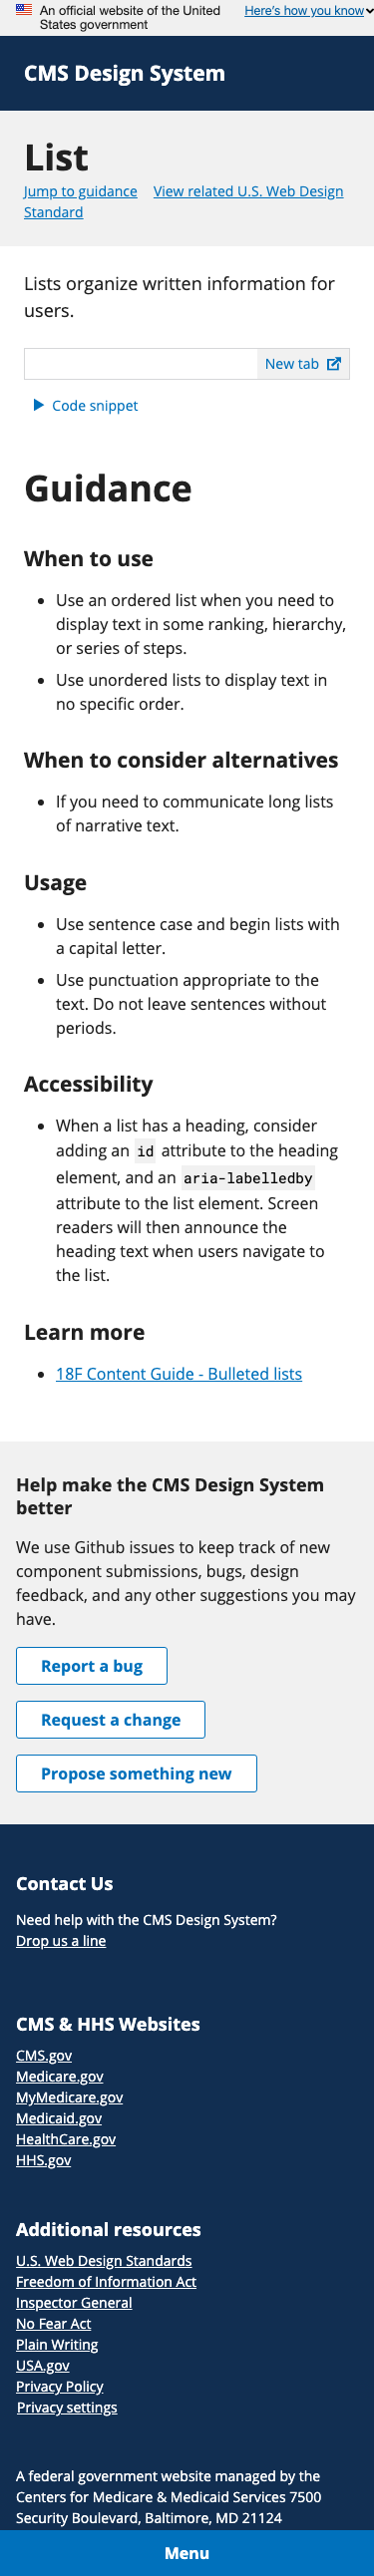 An official website of the United States government
Here's how you know
CMS Design System
List
Jump to guidance View related U.S. Web Design
Standard
Lists organize written information for
users.
New tab
Code snippet
Guidance
When to use
Use an ordered list when you need to
display text in some ranking, hierarchy,
or series of steps.
Use unordered lists to display text in
no specific order.
When to consider alternatives
If you need to communicate long lists
of narrative text.
Usage
Use sentence case and begin lists with
a capital letter.
Use punctuation appropriate to the
text. Do not leave sentences without
periods.
Accessibility
When a list has a heading, consider
adding an id attribute to the heading
element, and an aria-labelledby
attribute to the list element. Screen
readers will then announce the
heading text when users navigate to
the list.
Learn more
18F Content Guide - Bulleted lists
Help make the CMS Design System
better
We use Github issues to keep track of new
component submissions, bugs, design
feedback, and any other suggestions you may
have.
Report a bug
Request a change
Propose something new
Contact Us
Need help with the CMS Design System?
Drop us a line
CMS & HHS Websites
CMS.gov
Medicare.gov
MyMedicare.gov
Medicaid.gov
HealthCare.gov
HHS.gov
Additional resources
U.S. Web Design Standards
Freedom of Information Act
Inspector General
No Fear Act
Plain Writing
USA.gov
Privacy Policy
Privacy settings
A federal government website managed by the
Centers for Medicare & Medicaid Services 7500
Security Boulevard, Baltimore, MD 21124
Menu